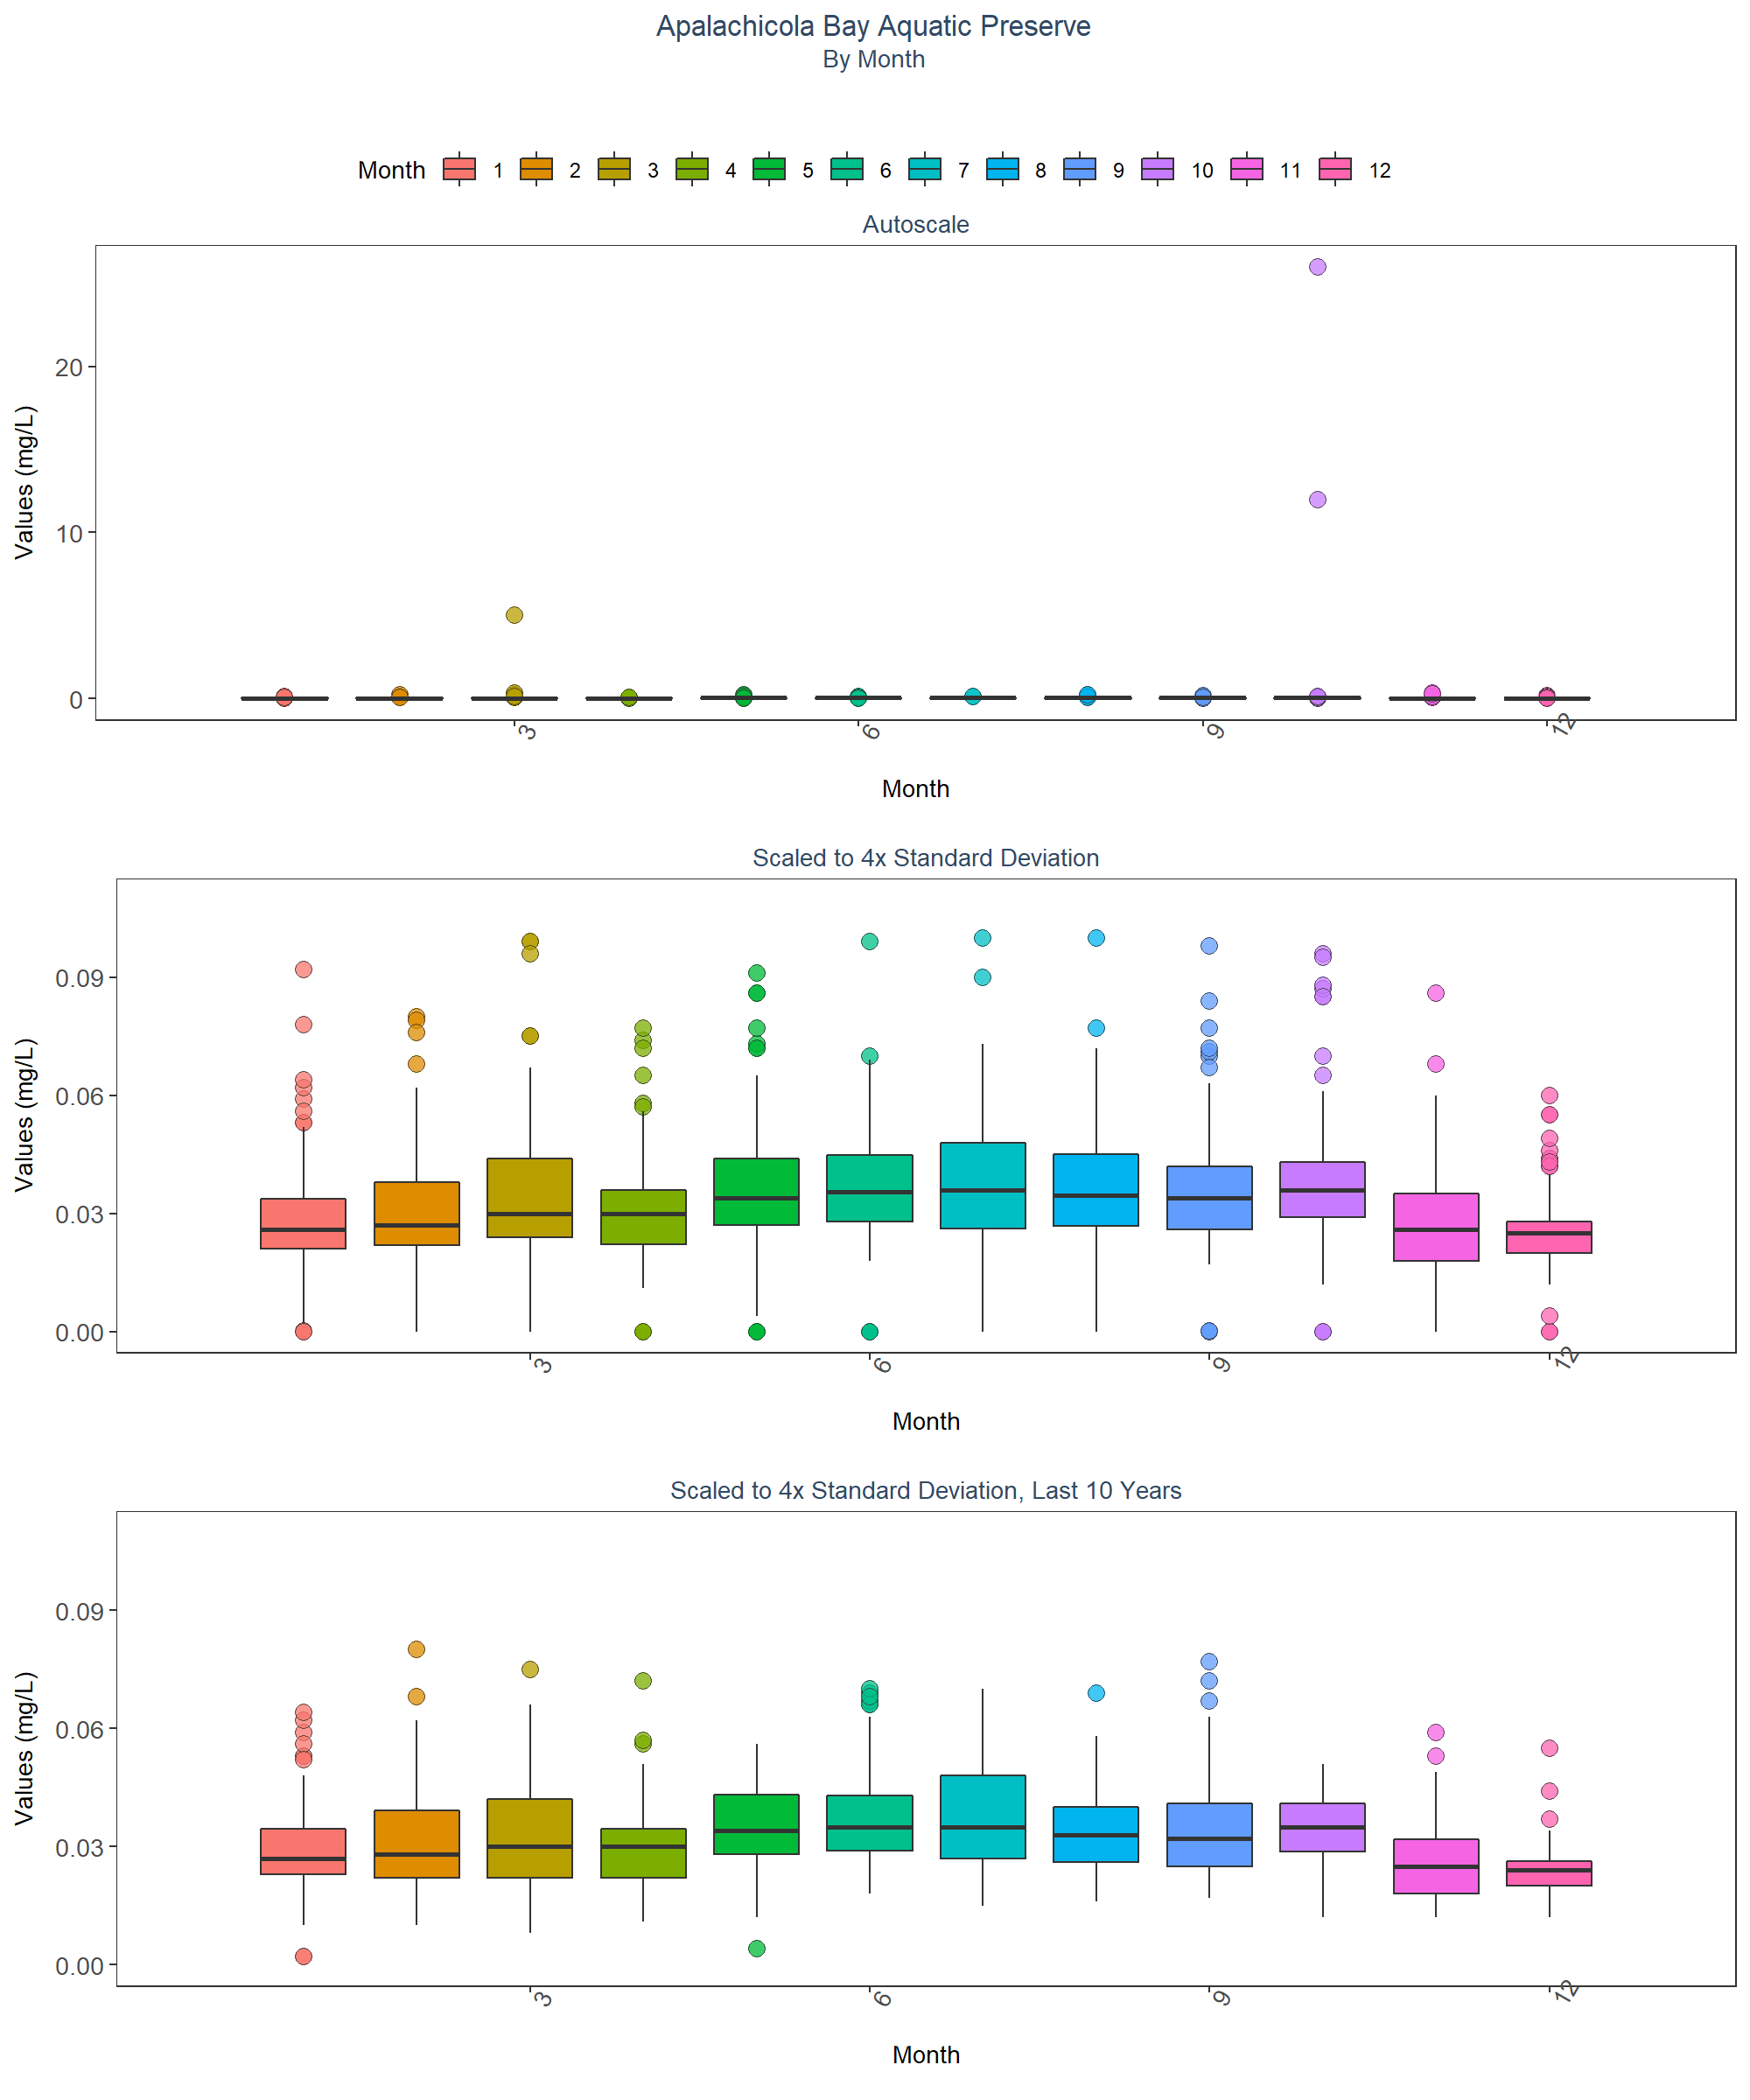 Apalachicola Bay Aquatic Preserve
By Month
Month 1 2 3 4 5 6 7 8 9 10 11 12
Autoscale
Values (mg/L)
20
10
0
3 6 9 12
Month
Scaled to 4x Standard Deviation
Values (mg/L)
0.09
0.06
0.03
0.00
3 6 9 12
Month
Scaled to 4x Standard Deviation, Last 10 Years
Values (mg/L)
0.09
0.06
0.03
0.00
3 6 9 12
Month